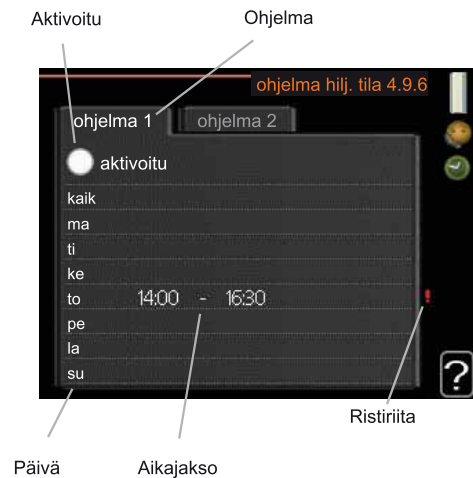 Aktivoitu
Ohjelma
ohjelma hilj. tila 4.9.6
ohjelma 1
ohjelma 2
aktivoitu
kaik
ma
ti
ke
to 14:00 - 16:30
pe
la
su
!
?
Ristiriita
Päivä
Aikajakso